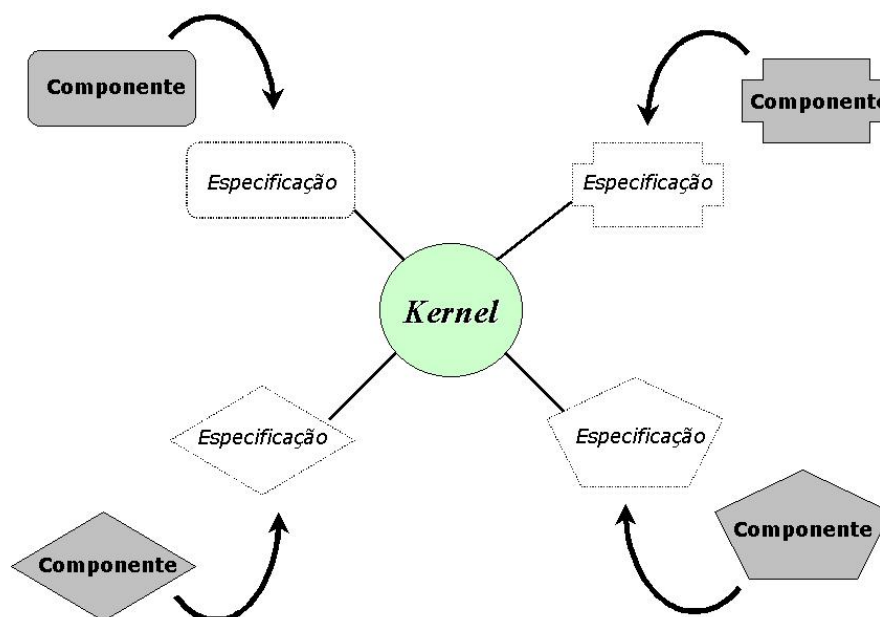 Componente
Componente
Especificação
Especificação
Kernel
Especificação
Especificação
Componente
Componente